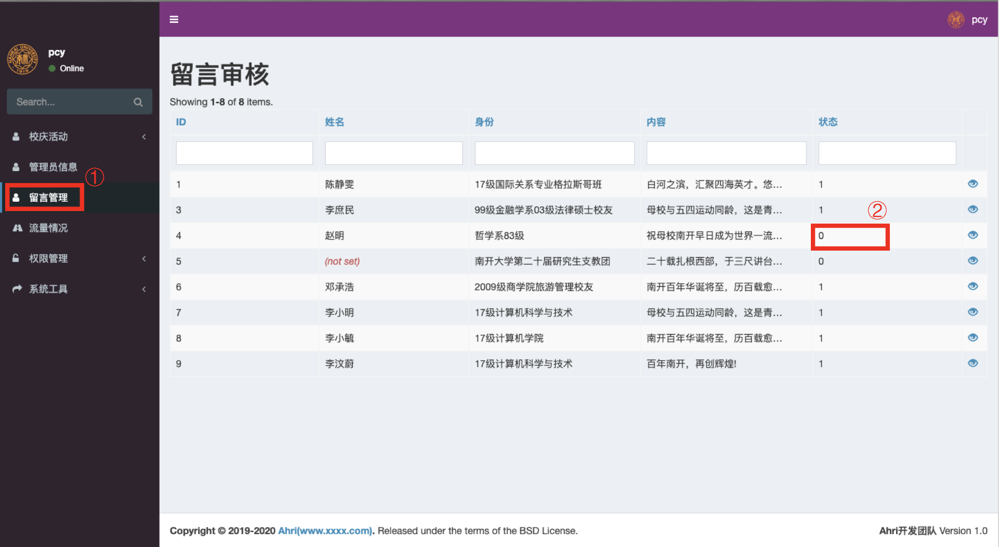 pcy
NANKAI UNIVERSITY
1919
pcy
Online
Search...
校庆活动
管理员信息
①
留言管理
流量情况
权限管理
系统工具
留言审核
Showing 1-8 of 8 items.
ID 姓名 身份 内容 状态
1 陈静雯 17级国际关系专业格拉斯哥班 白河之滨，汇聚四海英才。悠... 1
3 李庶民 99级金融学系03级法律硕士校友 母校与五四运动同龄，这是青... 1
②
4 赵明 哲学系83级 祝母校南开早日成为世界一流... 0
5 (not set) 南开大学第二十届研究生支教团 二十载扎根西部，于三尺讲台... 0
6 邓承浩 2009级商学院旅游管理校友 南开百年华诞将至，历百载愈... 1
7 李小明 17级计算机科学与技术 母校与五四运动同龄，这是青... 1
8 李小毓 17级计算机学院 南开百年华诞将至，历百载愈... 1
9 李汶蔚 17级计算机科学与技术 百年南开，再创辉煌! 1
Copyright © 2019-2020 Ahri(www.xxxx.com). Released under the terms of the BSD License.
Ahri开发团队 Version 1.0